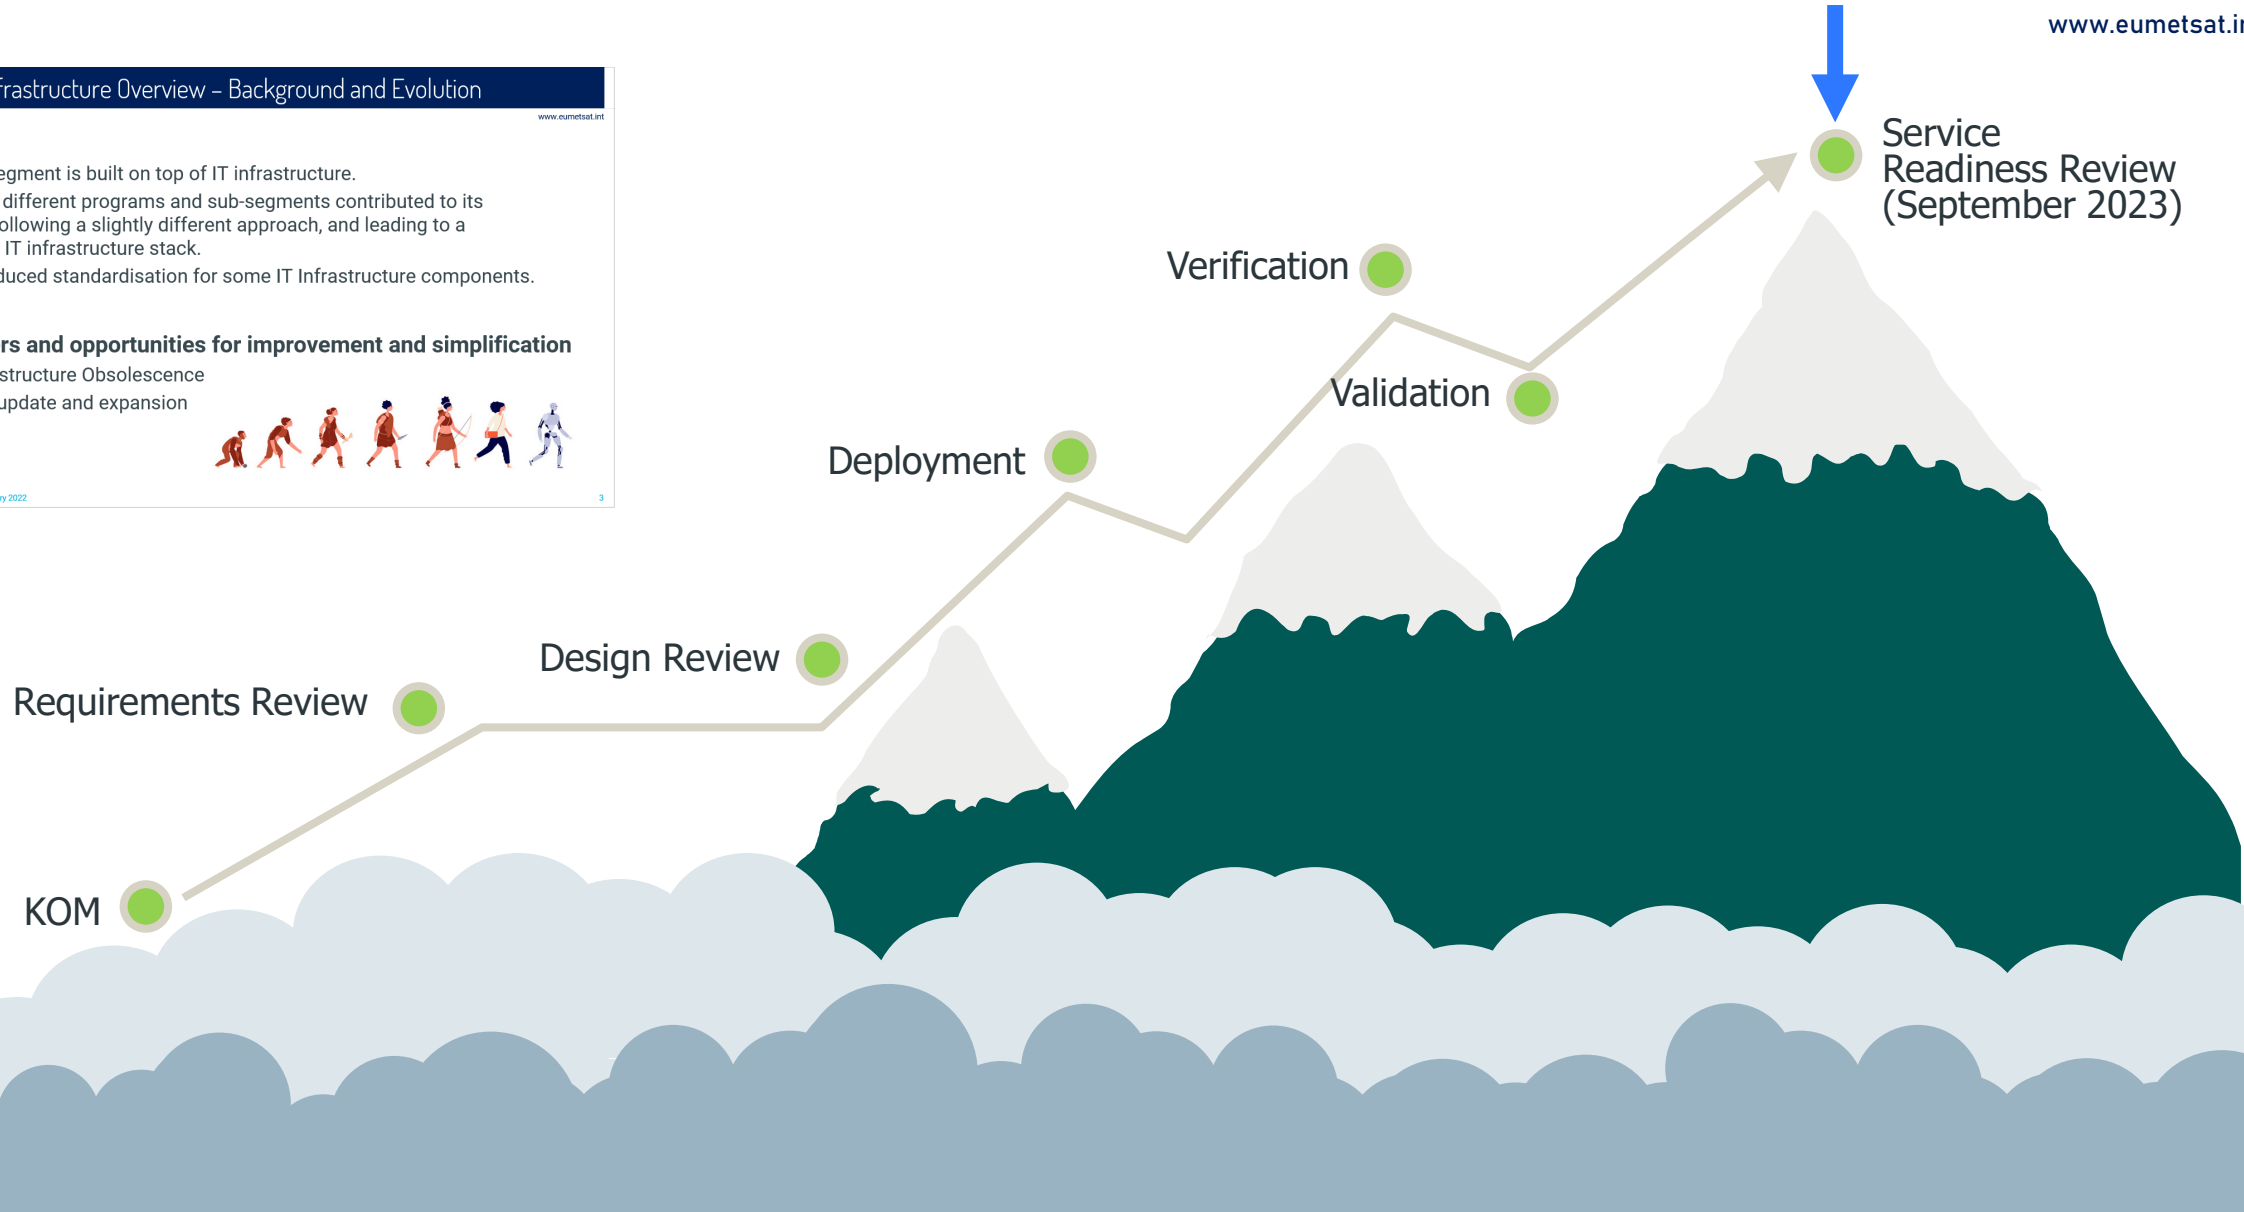 www.eumetsat.in
frastructure Overview – Background and Evolution
www.eumetsat.int
egment is built on top of IT infrastructure.
different programs and sub-segments contributed to its
ollowing a slightly different approach, and leading to a
IT infrastructure stack.
duced standardisation for some IT Infrastructure components.
rs and opportunities for improvement and simplification
structure Obsolescence
update and expansion
ry 2022
3
Service
Readiness Review
(September 2023)
Verification
Validation
Deployment
Design Review
Requirements Review
KOM